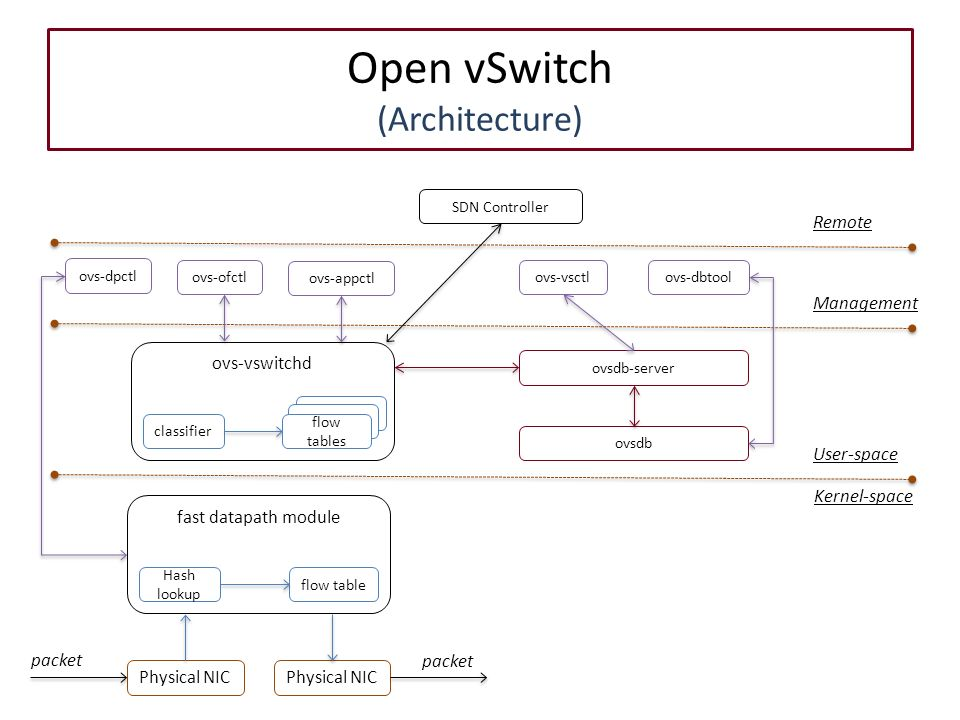 Open vSwitch
(Architecture)
SDN Controller
Remote
ovs-dpctl
ovs-ofctl
ovs-appctl
ovs-vsctl
ovs-dbtool
Management
ovs-vswitchd
ovsdb-server
classifier
flow
tables
ovsdb
User-space
Kernel-space
fast datapath module
Hash
lookup
flow table
packet
Physical NIC
Physical NIC
packet